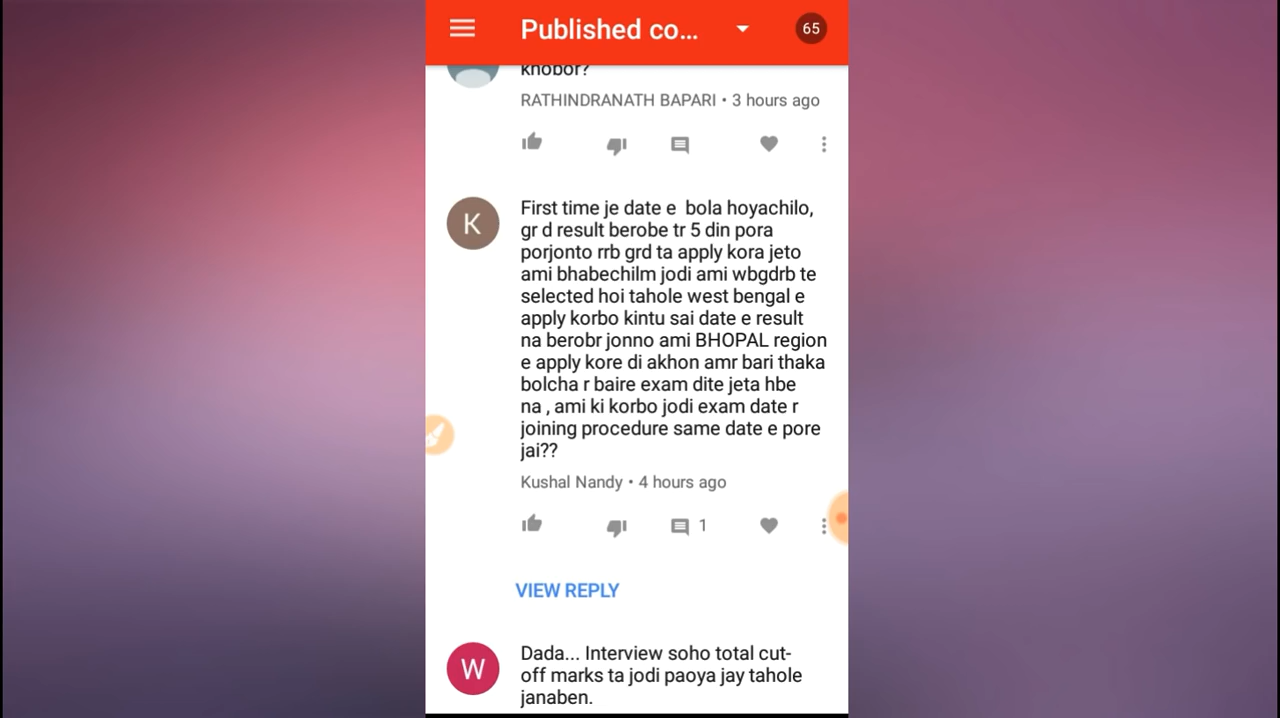 Published co...
65
khobor?
RATHINDRANATH BAPARI • 3 hours ago
K
First time je date e bola hoyachilo,
gr d result berobe tr 5 din pora
porjonto rrb grd ta apply kora jeto
ami bhabechilm jodi ami wbgdrb te
selected hoi tahole west bengal e
apply korbo kintu sai date e result
na berobr jonno ami BHOPAL region
e apply kore di akhon amr bari thaka
bolcha r baire exam dite jeta hbe
na , ami ki korbo jodi exam date r
joining procedure same date e pore
jai??
Kushal Nandy • 4 hours ago
1
VIEW REPLY
W
Dada... Interview soho total cut-
off marks ta jodi paoya jay tahole
janaben.